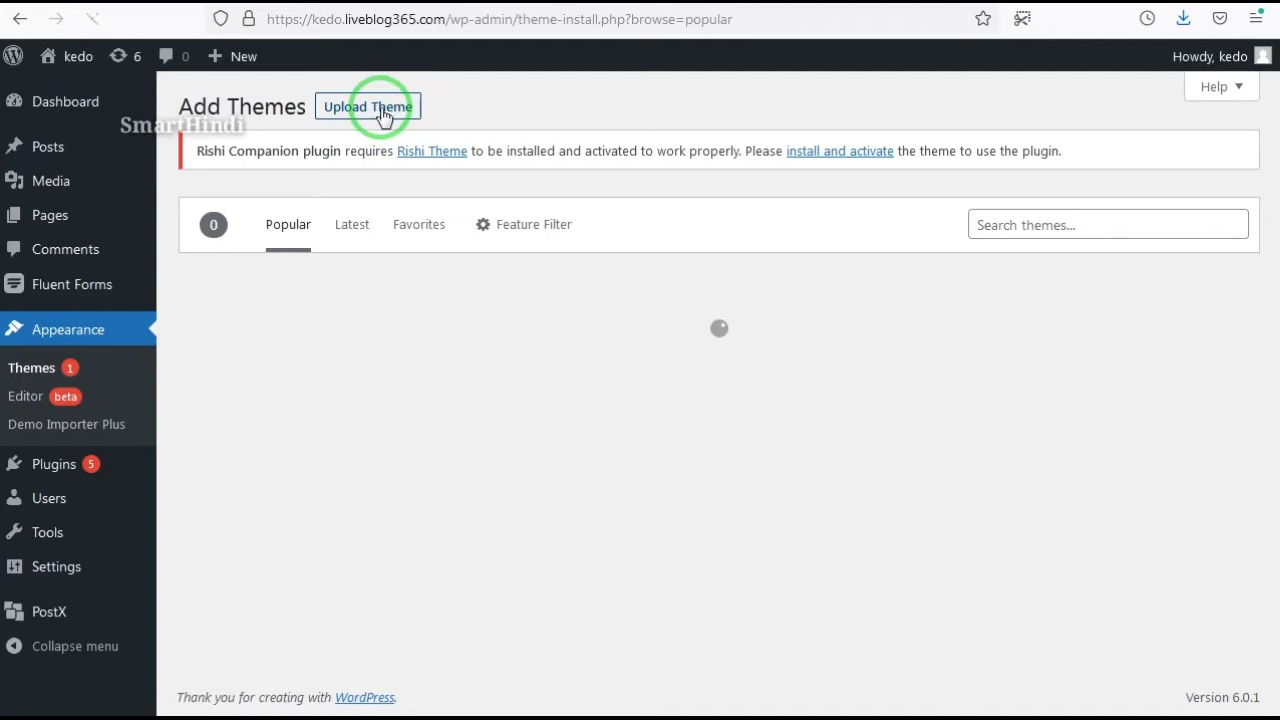 https://kedo.liveblog365.com/wp-admin/theme-install.php?browse=popular
kedo 6 0 New
Howdy, kedo
Help
Add Themes
Upload Theme
SmartHindi
Rishi Companion plugin requires Rishi Theme to be installed and activated to work properly. Please install and activate the theme to use the plugin.
0 Popular Latest Favorites Feature Filter
Search themes...
Dashboard
Posts
Media
Pages
Comments
Fluent Forms
Appearance
Themes 1
Editor beta
Demo Importer Plus
Plugins 5
Users
Tools
Settings
PostX
Collapse menu
Thank you for creating with WordPress.
Version 6.0.1